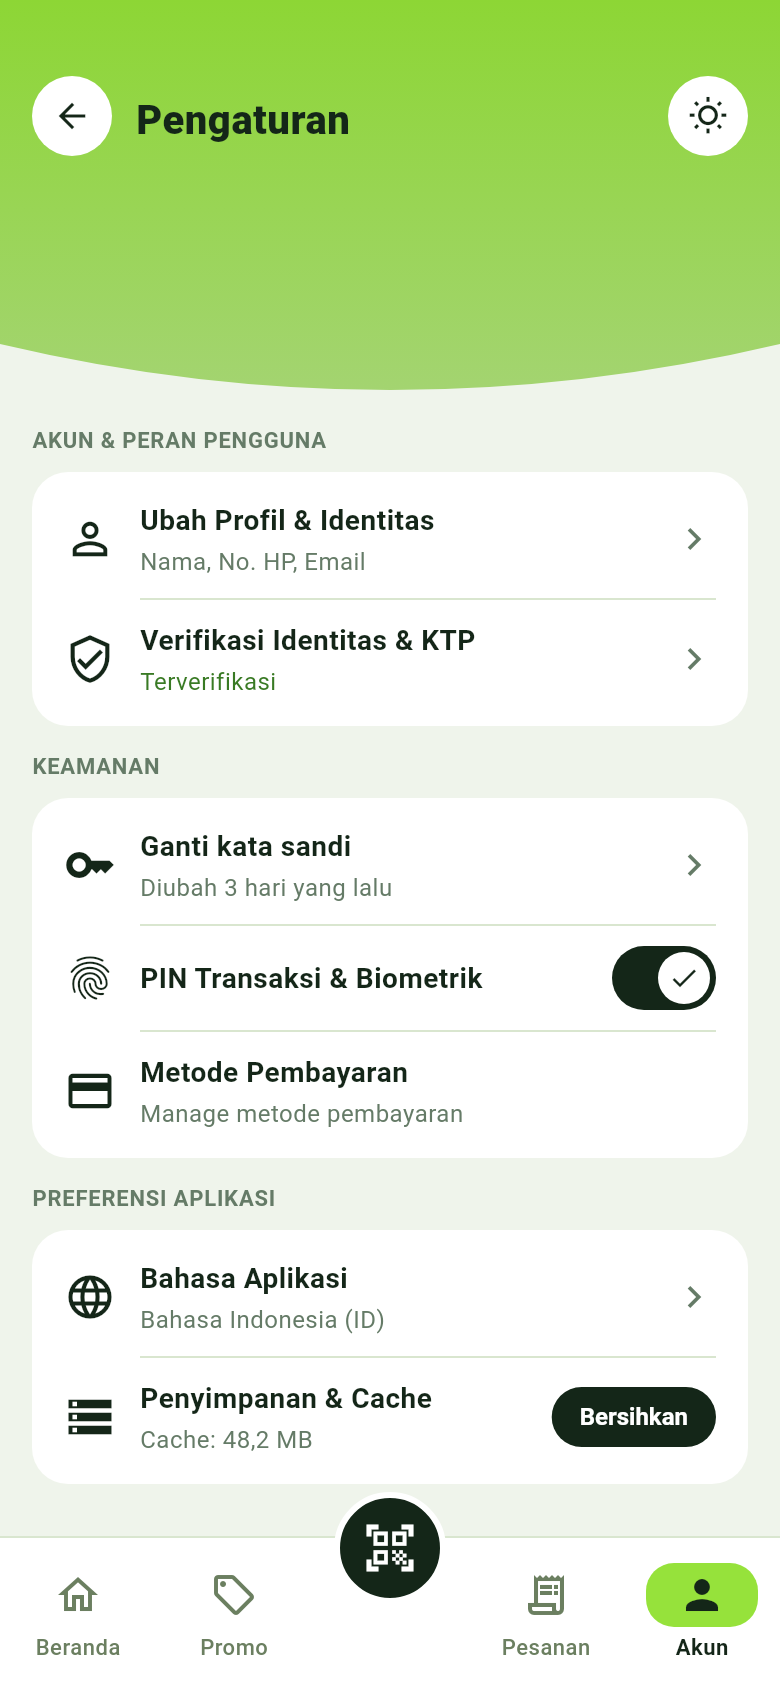 Pengaturan
AKUN & PERAN PENGGUNA
Ubah Profil & Identitas
Nama, No. HP, Email
Verifikasi Identitas & KTP
Terverifikasi
KEAMANAN
Ganti kata sandi
Diubah 3 hari yang lalu
PIN Transaksi & Biometrik
Metode Pembayaran
Manage metode pembayaran
PREFERENSI APLIKASI
Bahasa Aplikasi
Bahasa Indonesia (ID)
Penyimpanan & Cache
Cache: 48,2 MB
Bersihkan
Beranda
Promo
Pesanan
Akun